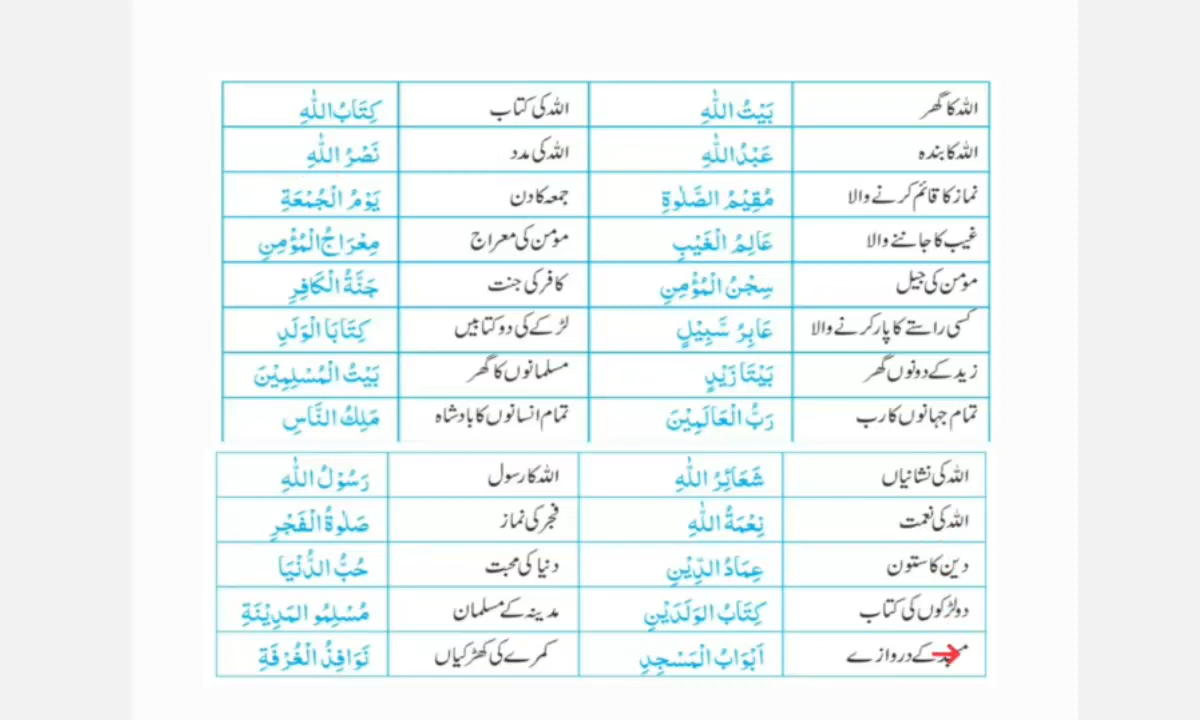 اللہ کا گھر بَيْتُ اللّٰهِ اللہ کی کتاب كِتَابُ اللّٰهِ
اللہ کا بندہ عَبْدُ اللّٰهِ اللہ کی مدد نَصْرُ اللّٰهِ
نماز کا قائم کرنے والا مُقِيْمُ الصَّلٰوةِ جمعہ کا دن يَوْمُ الْجُمْعَةِ
غیب کا جاننے والا عَالِمُ الْغَيْبِ مؤمن کی معراج مِعْرَاجُ الْمُؤْمِنِ
مؤمن کی جیل سِجْنُ الْمُؤْمِنِ کافر کی جنت جَنَّةُ الْكَافِرِ
کسی راستے کا پار کرنے والا عَابِرُ سَبِيْلٍ لڑکے کی دو کتابیں كِتَابَا الْوَلَدِ
زید کے دونوں گھر بَيْتَا زَيْدٍ مسلمانوں کا گھر بَيْتُ الْمُسْلِمِيْنَ
تمام جہانوں کا رب رَبُّ الْعَالَمِيْنَ تمام انسانوں کا بادشاہ مَلِكُ النَّاسِ
اللہ کی نشانیاں شَعَائِرُ اللّٰهِ اللہ کا رسول رَسُوْلُ اللّٰهِ
اللہ کی نعمت نِعْمَةُ اللّٰهِ فجر کی نماز صَلٰوةُ الْفَجْرِ
دین کا ستون عِمَادُ الدِّيْنِ دنیا کی محبت حُبُّ الدُّنْيَا
دو لڑکوں کی کتاب كِتَابُ الوَلَدَيْنِ مدینہ کے مسلمان مُسْلِمُو المَدِيْنَةِ
مسجد کے دروازے اَبْوَابُ الْمَسْجِدِ کمرے کی کھڑکیاں نَوَافِذُ الْغُرْفَةِ